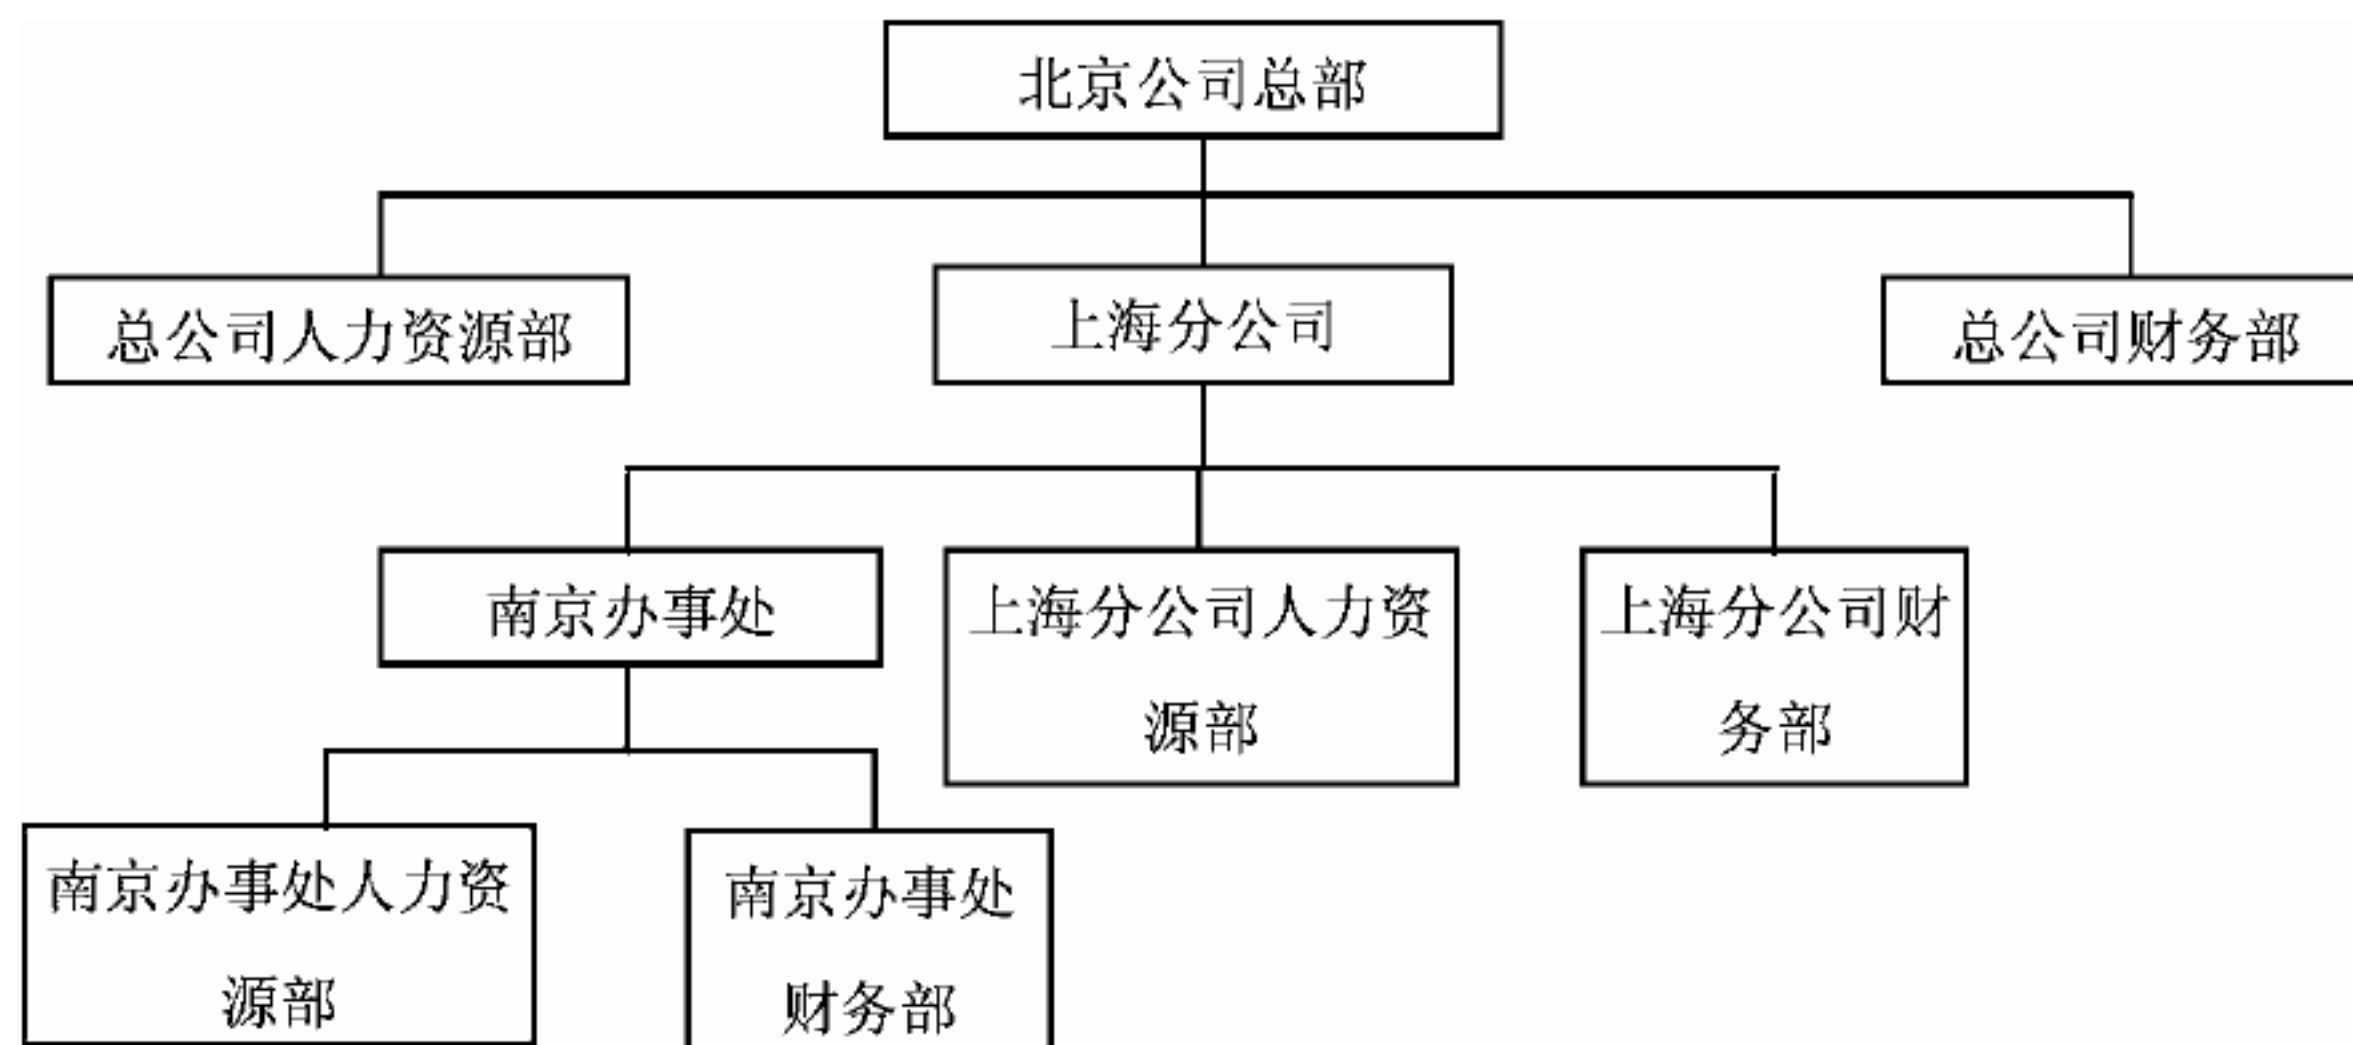 北京公司总部
总公司人力资源部
上海分公司
总公司财务部
南京办事处
上海分公司人力资
源部
上海分公司财
务部
南京办事处人力资
源部
南京办事处
财务部